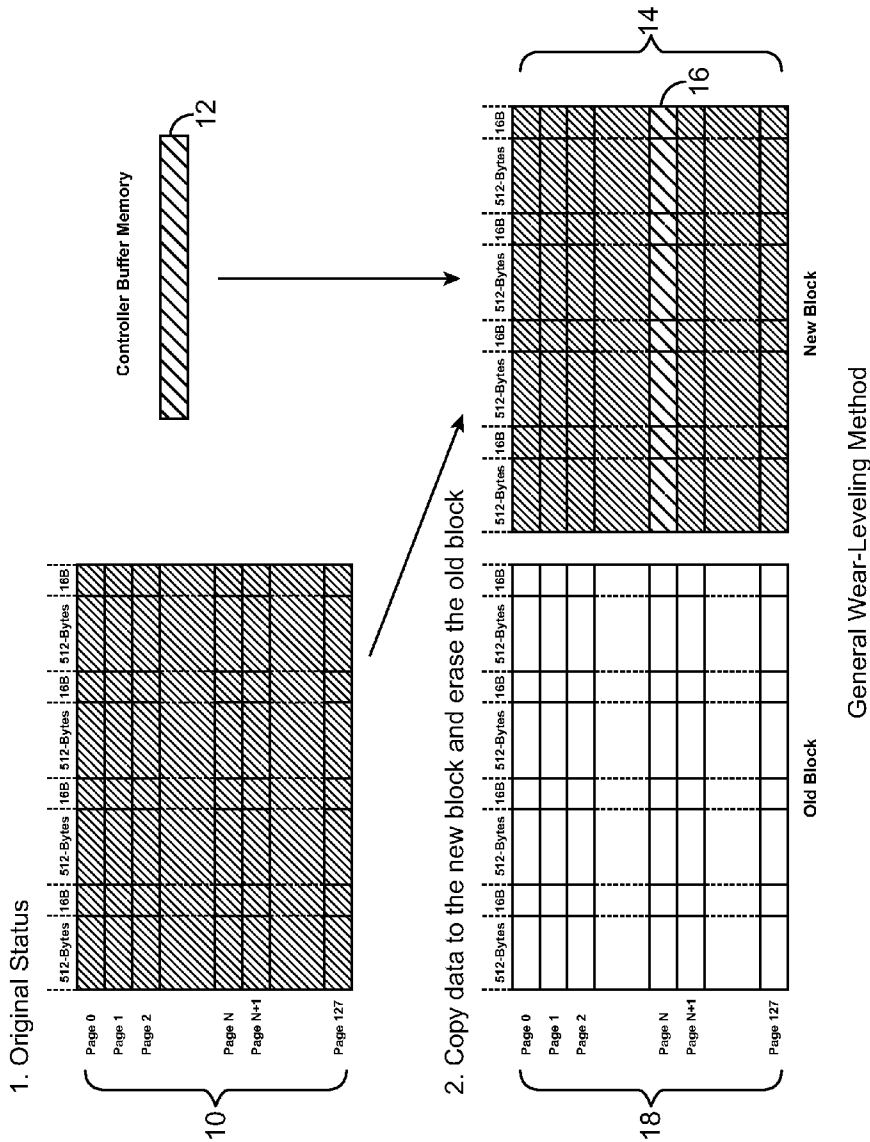 1. Original Status
512-Bytes 16B 512-Bytes 16B 512-Bytes 16B 512-Bytes 16B
Page 0
Page 1
Page 2
Page N
Page N+1
Page 127
10
Controller Buffer Memory
12
2. Copy data to the new block and erase the old block
512-Bytes 16B 512-Bytes 16B 512-Bytes 16B 512-Bytes 16B
Page 0
Page 1
Page 2
Page N
Page N+1
Page 127
18
Old Block
512-Bytes 16B 512-Bytes 16B 512-Bytes 16B 512-Bytes 16B
16
14
New Block
General Wear-Leveling Method